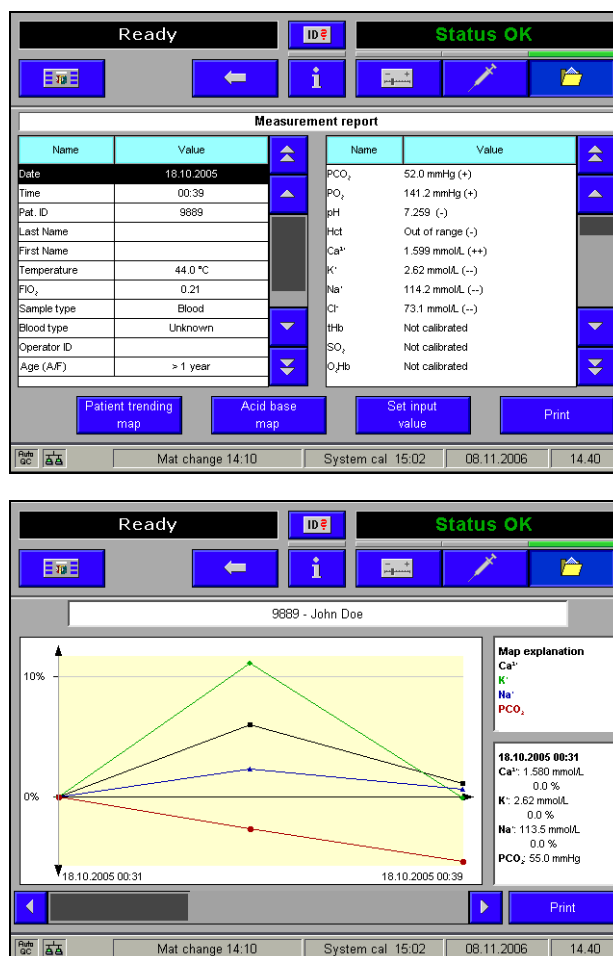 Ready
ID?
Status OK
i
Measurement report
Name Value
Date 18.10.2005
Time 00:39
Pat. ID 9889
Last Name
First Name
Temperature 44.0 °C
FIO₂ 0.21
Sample type Blood
Blood type Unknown
Operator ID
Age (A/F) > 1 year
Name Value
PCO₂ 52.0 mmHg (+)
PO₂ 141.2 mmHg (+)
pH 7.259 (-)
Hct Out of range (-)
Ca²⁺ 1.599 mmol/L (++)
K⁺ 2.62 mmol/L (--)
Na⁺ 114.2 mmol/L (--)
Cl⁻ 73.1 mmol/L (--)
tHb Not calibrated
SO₂ Not calibrated
O₂Hb Not calibrated
Patient trending map
Acid base map
Set input value
Print
Auto QC
Mat change 14:10
System cal 15:02
08.11.2006
14.40
Ready
ID?
Status OK
i
9889 - John Doe
10%
0%
18.10.2005 00:31
18.10.2005 00:39
Map explanation
Ca²⁺
K⁺
Na⁺
PCO₂
18.10.2005 00:31
Ca²⁺: 1.580 mmol/L
0.0 %
K⁺: 2.62 mmol/L
0.0 %
Na⁺: 113.5 mmol/L
0.0 %
PCO₂: 55.0 mmHg
Print
Auto QC
Mat change 14:10
System cal 15:02
08.11.2006
14.40